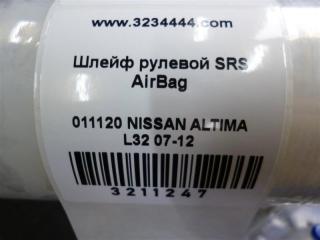 www.3234444.com
Шлейф рулевой SRS
AirBag
011120 NISSAN ALTIMA
L32 07-12
3211247